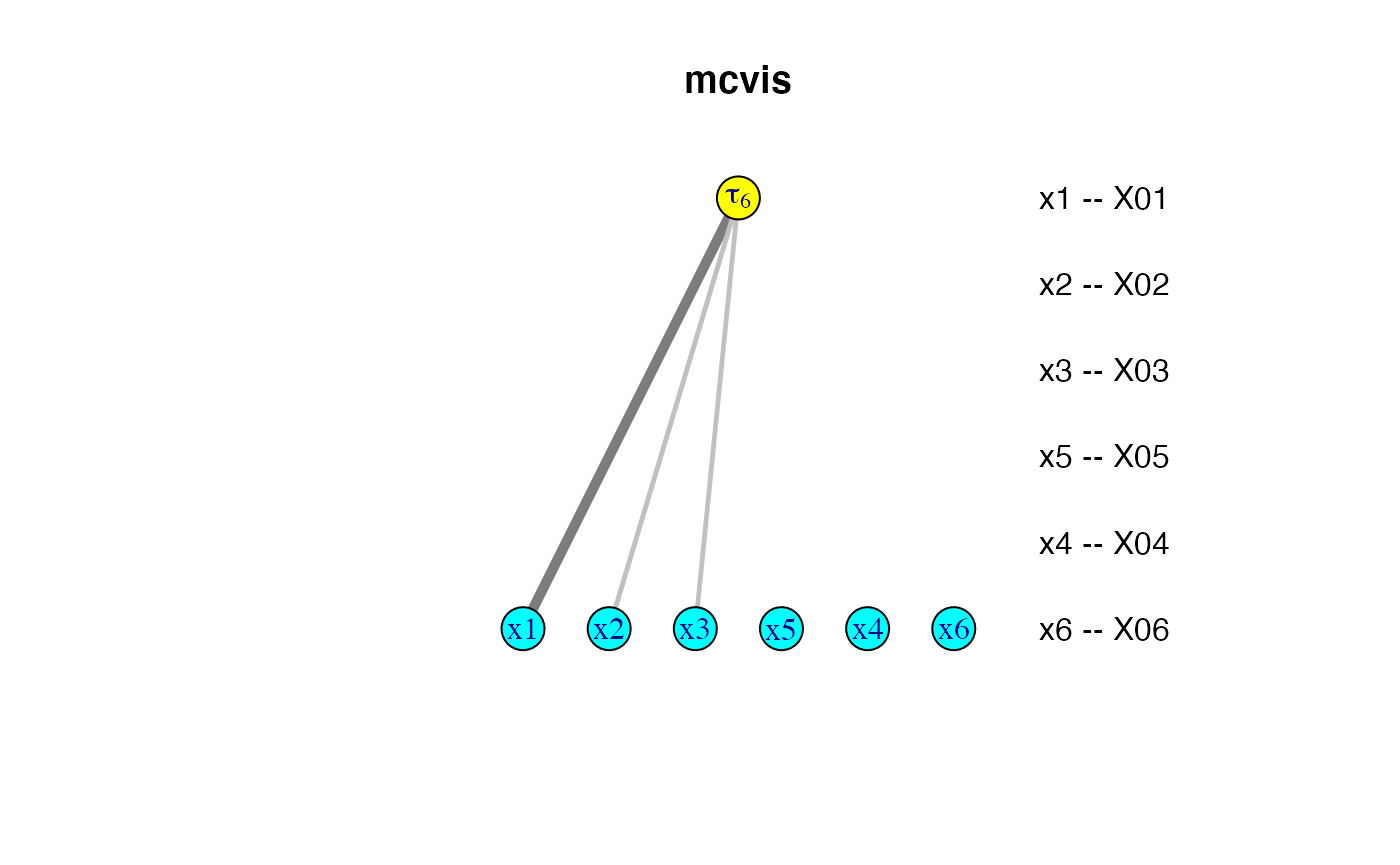 mcvis
τ6
x1 -- X01
x2 -- X02
x3 -- X03
x5 -- X05
x4 -- X04
x1 x2 x3 x5 x4 x6
x6 -- X06